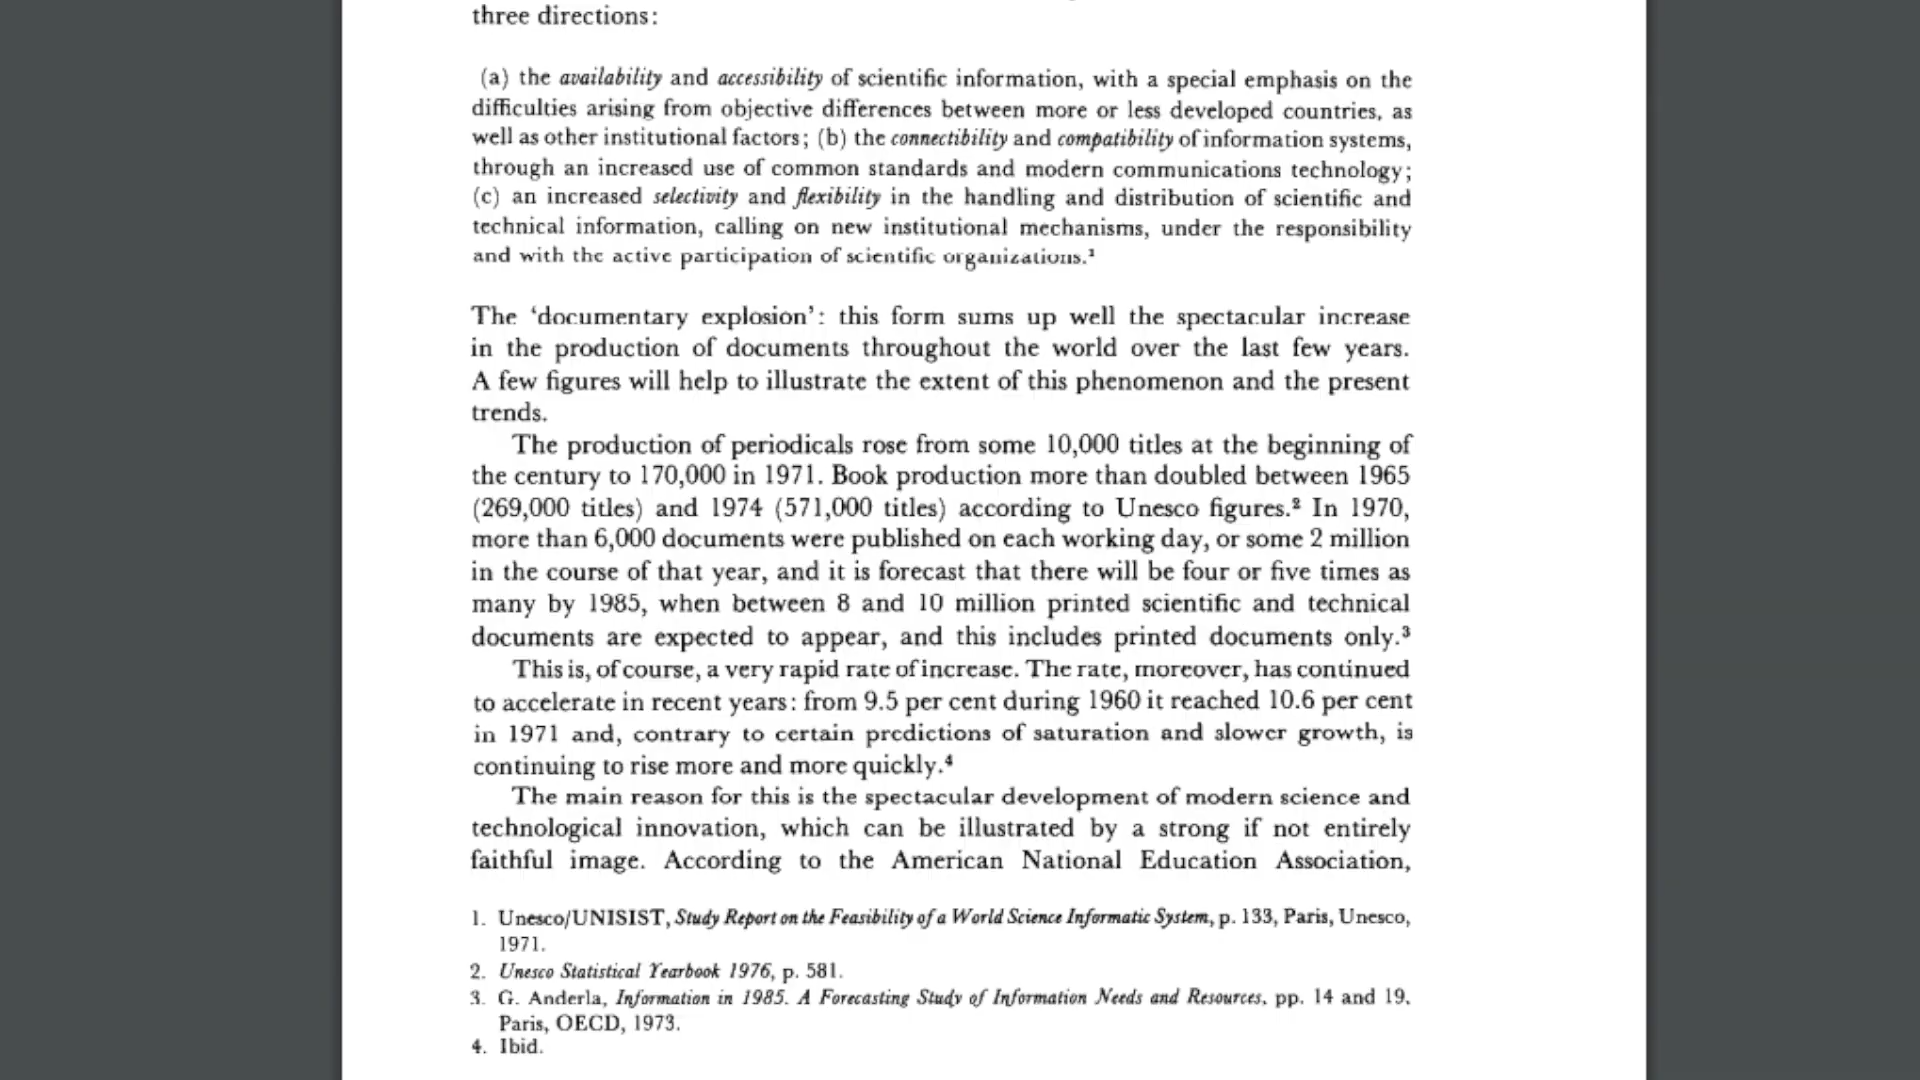 three directions:
(a) the availability and accessibility of scientific information, with a special emphasis on the
difficulties arising from objective differences between more or less developed countries, as
well as other institutional factors; (b) the connectibility and compatibility of information systems,
through an increased use of common standards and modern communications technology;
(c) an increased selectivity and flexibility in the handling and distribution of scientific and
technical information, calling on new institutional mechanisms, under the responsibility
and with the active participation of scientific organizations.¹
The ‘documentary explosion’: this form sums up well the spectacular increase
in the production of documents throughout the world over the last few years.
A few figures will help to illustrate the extent of this phenomenon and the present
trends.
The production of periodicals rose from some 10,000 titles at the beginning of
the century to 170,000 in 1971. Book production more than doubled between 1965
(269,000 titles) and 1974 (571,000 titles) according to Unesco figures.² In 1970,
more than 6,000 documents were published on each working day, or some 2 million
in the course of that year, and it is forecast that there will be four or five times as
many by 1985, when between 8 and 10 million printed scientific and technical
documents are expected to appear, and this includes printed documents only.³
This is, of course, a very rapid rate of increase. The rate, moreover, has continued
to accelerate in recent years: from 9.5 per cent during 1960 it reached 10.6 per cent
in 1971 and, contrary to certain predictions of saturation and slower growth, is
continuing to rise more and more quickly.⁴
The main reason for this is the spectacular development of modern science and
technological innovation, which can be illustrated by a strong if not entirely
faithful image. According to the American National Education Association,
1. Unesco/UNISIST, Study Report on the Feasibility of a World Science Informatic System, p. 133, Paris, Unesco,
1971.
2. Unesco Statistical Yearbook 1976, p. 581.
3. G. Anderla, Information in 1985. A Forecasting Study of Information Needs and Resources, pp. 14 and 19,
Paris, OECD, 1973.
4. Ibid.